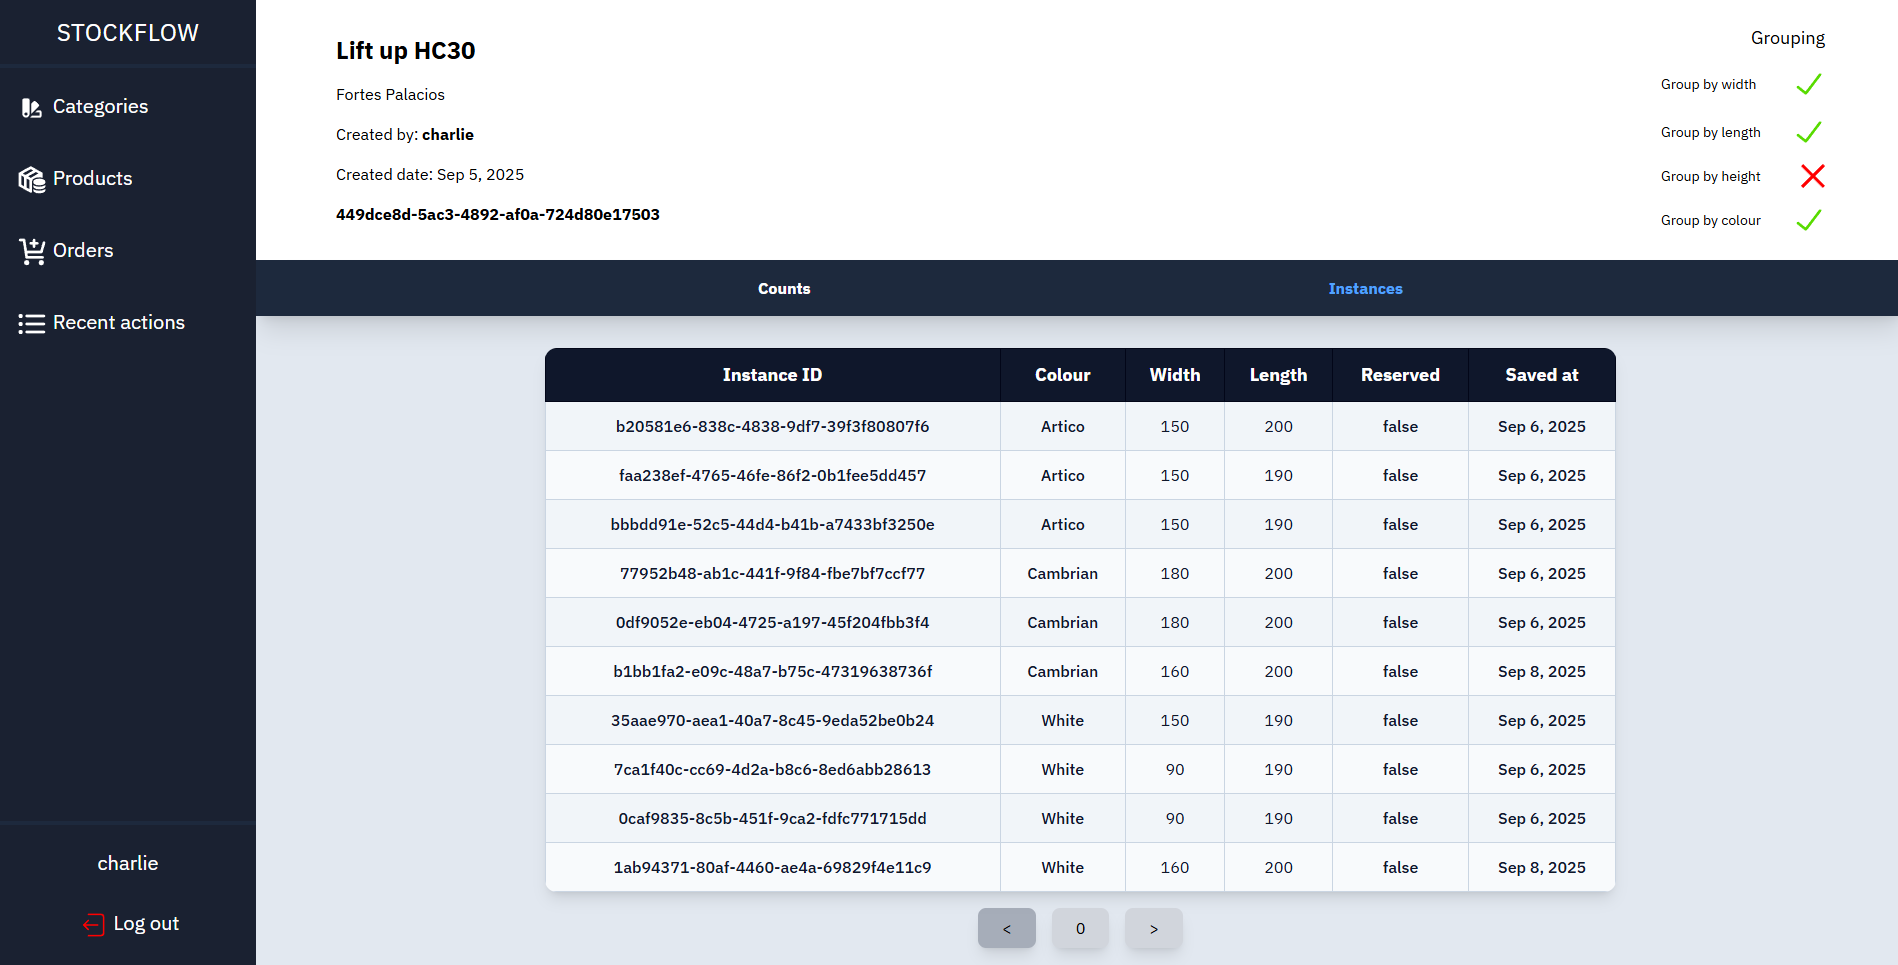 STOCKFLOW
Categories
Products
Orders
Recent actions
charlie
Log out
Lift up HC30
Fortes Palacios
Created by: charlie
Created date: Sep 5, 2025
449dce8d-5ac3-4892-af0a-724d80e17503
Grouping
Group by width
Group by length
Group by height
Group by colour
Counts Instances
Instance ID Colour Width Length Reserved Saved at
b20581e6-838c-4838-9df7-39f3f80807f6 Artico 150 200 false Sep 6, 2025
faa238ef-4765-46fe-86f2-0b1fee5dd457 Artico 150 190 false Sep 6, 2025
bbbdd91e-52c5-44d4-b41b-a7433bf3250e Artico 150 190 false Sep 6, 2025
77952b48-ab1c-441f-9f84-fbe7bf7ccf77 Cambrian 180 200 false Sep 6, 2025
0df9052e-eb04-4725-a197-45f204fbb3f4 Cambrian 180 200 false Sep 6, 2025
b1bb1fa2-e09c-48a7-b75c-47319638736f Cambrian 160 200 false Sep 8, 2025
35aae970-aea1-40a7-8c45-9eda52be0b24 White 150 190 false Sep 6, 2025
7ca1f40c-cc69-4d2a-b8c6-8ed6abb28613 White 90 190 false Sep 6, 2025
0caf9835-8c5b-451f-9ca2-fdfc771715dd White 90 190 false Sep 6, 2025
1ab94371-80af-4460-ae4a-69829f4e11c9 White 160 200 false Sep 8, 2025
< 0 >